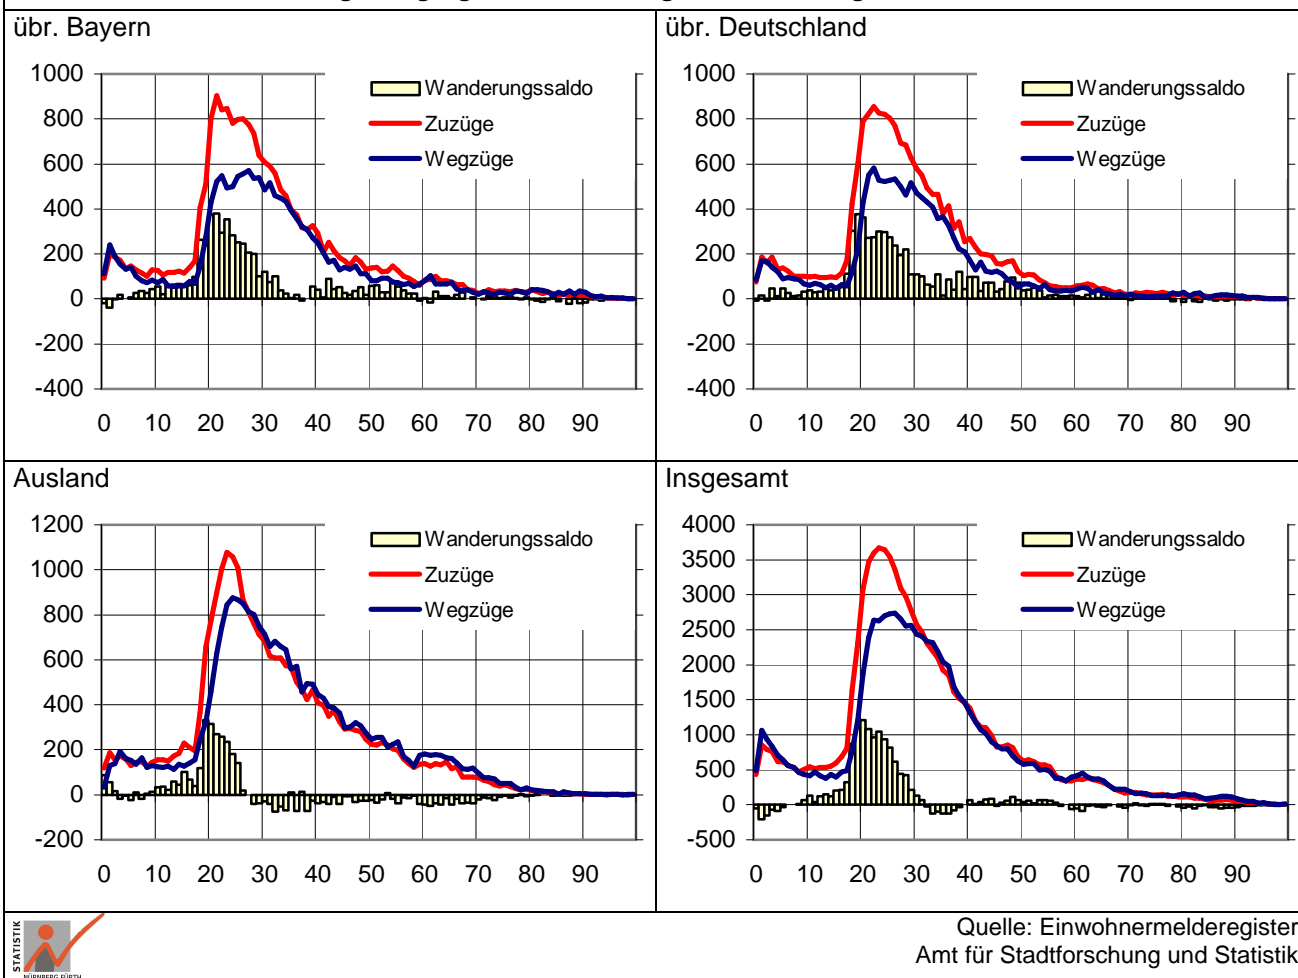 übr. Bayern
1000
800
600
400
200
0
-200
-400
0 10 20 30 40 50 60 70 80 90
Wanderungssaldo
Zuzüge
Wegzüge
übr. Deutschland
1000
800
600
400
200
0
-200
-400
0 10 20 30 40 50 60 70 80 90
Wanderungssaldo
Zuzüge
Wegzüge
Ausland
1200
1000
800
600
400
200
0
-200
0 10 20 30 40 50 60 70 80 90
Wanderungssaldo
Zuzüge
Wegzüge
Insgesamt
4000
3500
3000
2500
2000
1500
1000
500
0
-500
0 10 20 30 40 50 60 70 80 90
Wanderungssaldo
Zuzüge
Wegzüge
STATISTIK
NÜRNBERG FÜRTH
Quelle: Einwohnermelderegister
Amt für Stadtforschung und Statistik